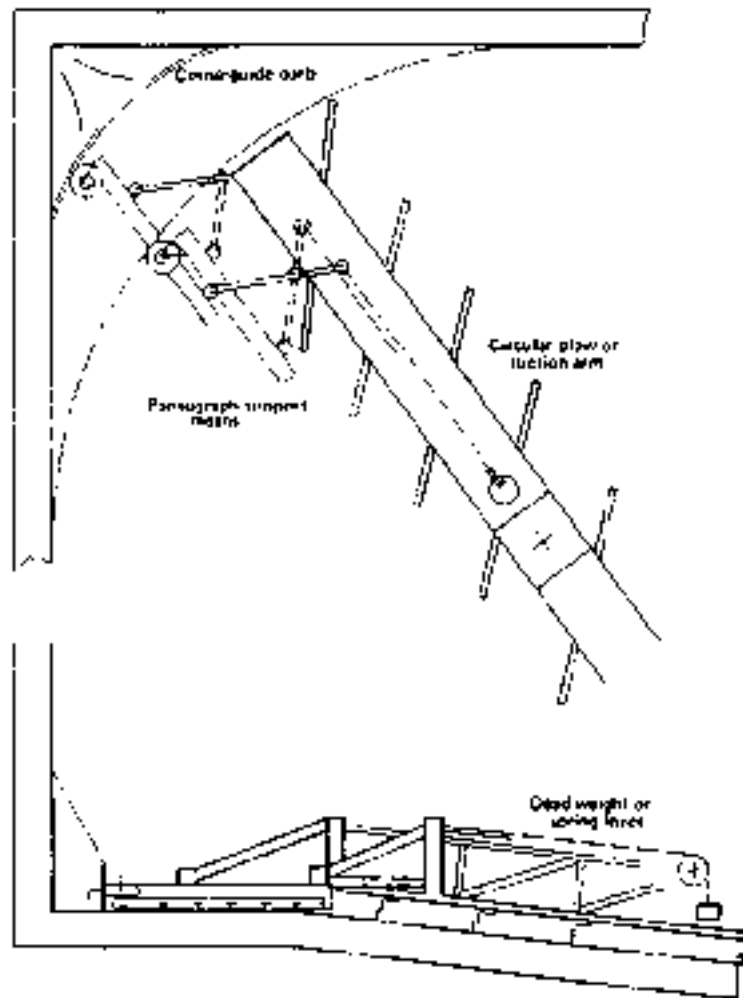 Corner guide curb
Circular plow or
suction arm
Pantograph support
means
Dead weight or
spring force